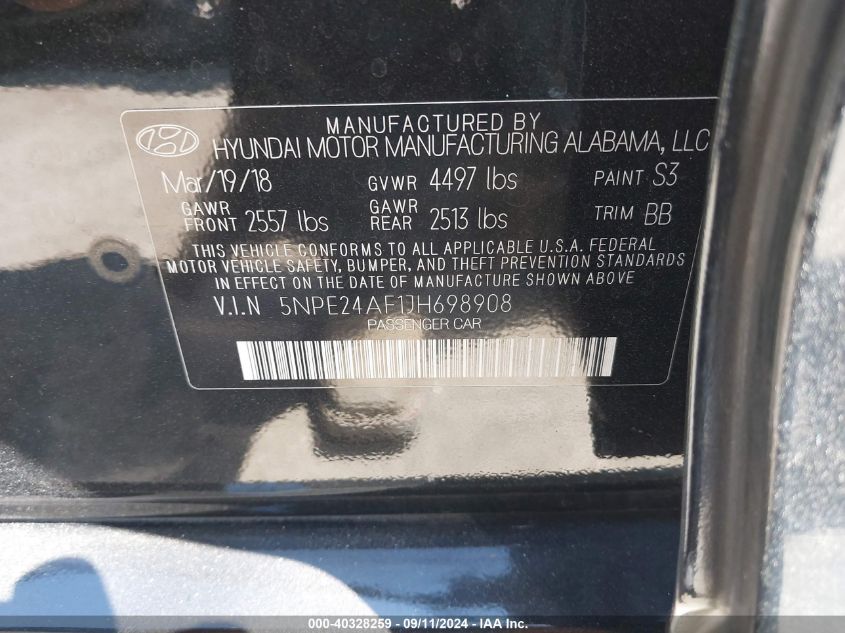 MANUFACTURED BY
HYUNDAI MOTOR MANUFACTURING ALABAMA, LLC
Mar/19/18 GVWR 4497 lbs PAINT S3
GAWR FRONT 2557 lbs GAWR REAR 2513 lbs TRIM BB
THIS VEHICLE CONFORMS TO ALL APPLICABLE U.S.A. FEDERAL
MOTOR VEHICLE SAFETY, BUMPER, AND THEFT PREVENTION STANDARDS
IN EFFECT ON THE DATE OF MANUFACTURE SHOWN ABOVE
V.I.N 5NPE24AF1JH698908
PASSENGER CAR
000-40328259 - 09/11/2024 - IAA Inc.